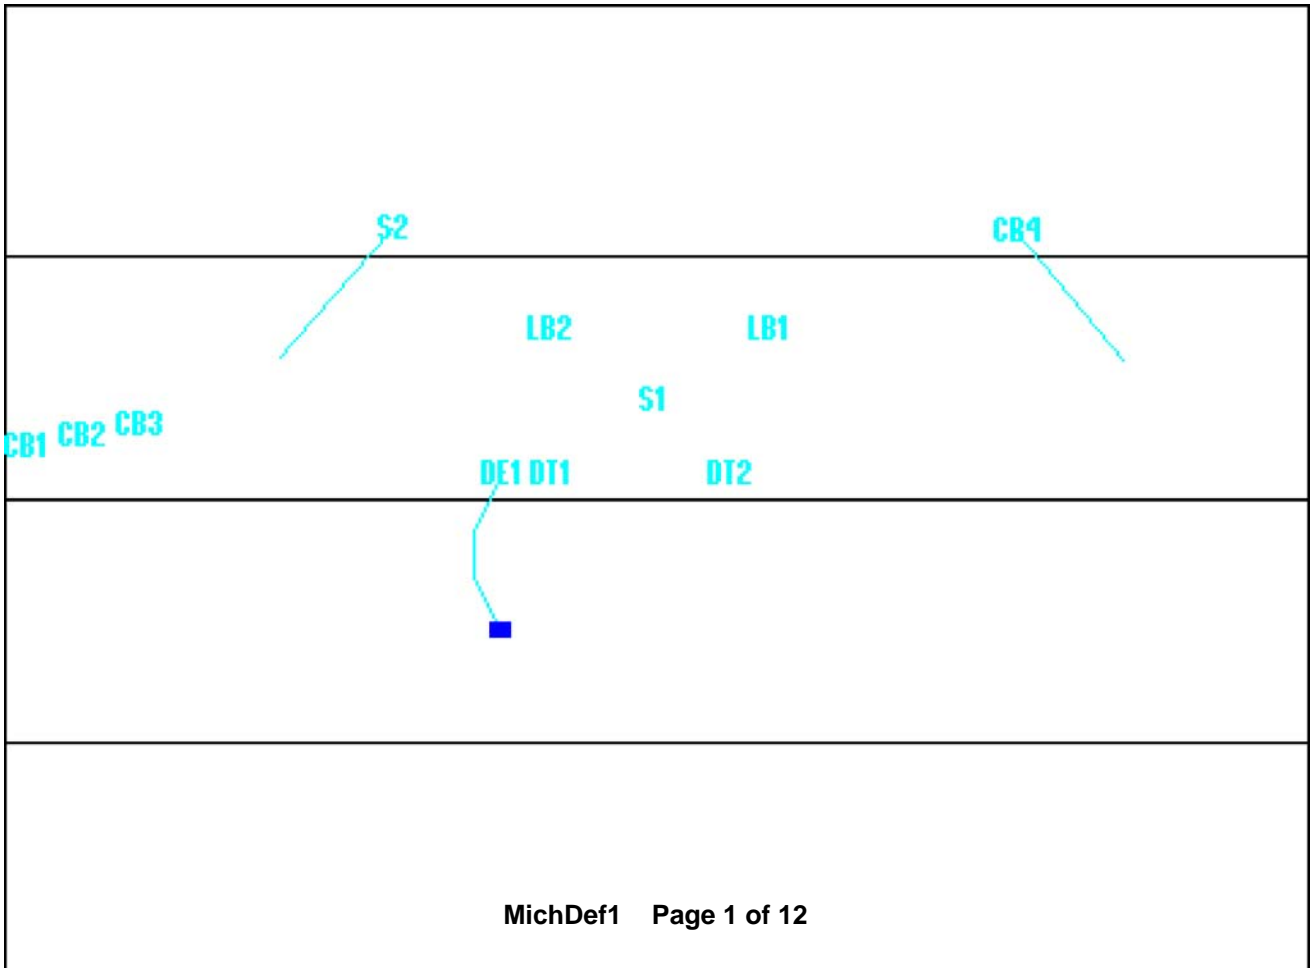 S2
CB4
LB2
LB1
S1
CB3
CB2
CB1
DE1 DT1
DT2
MichDef1 Page 1 of 12